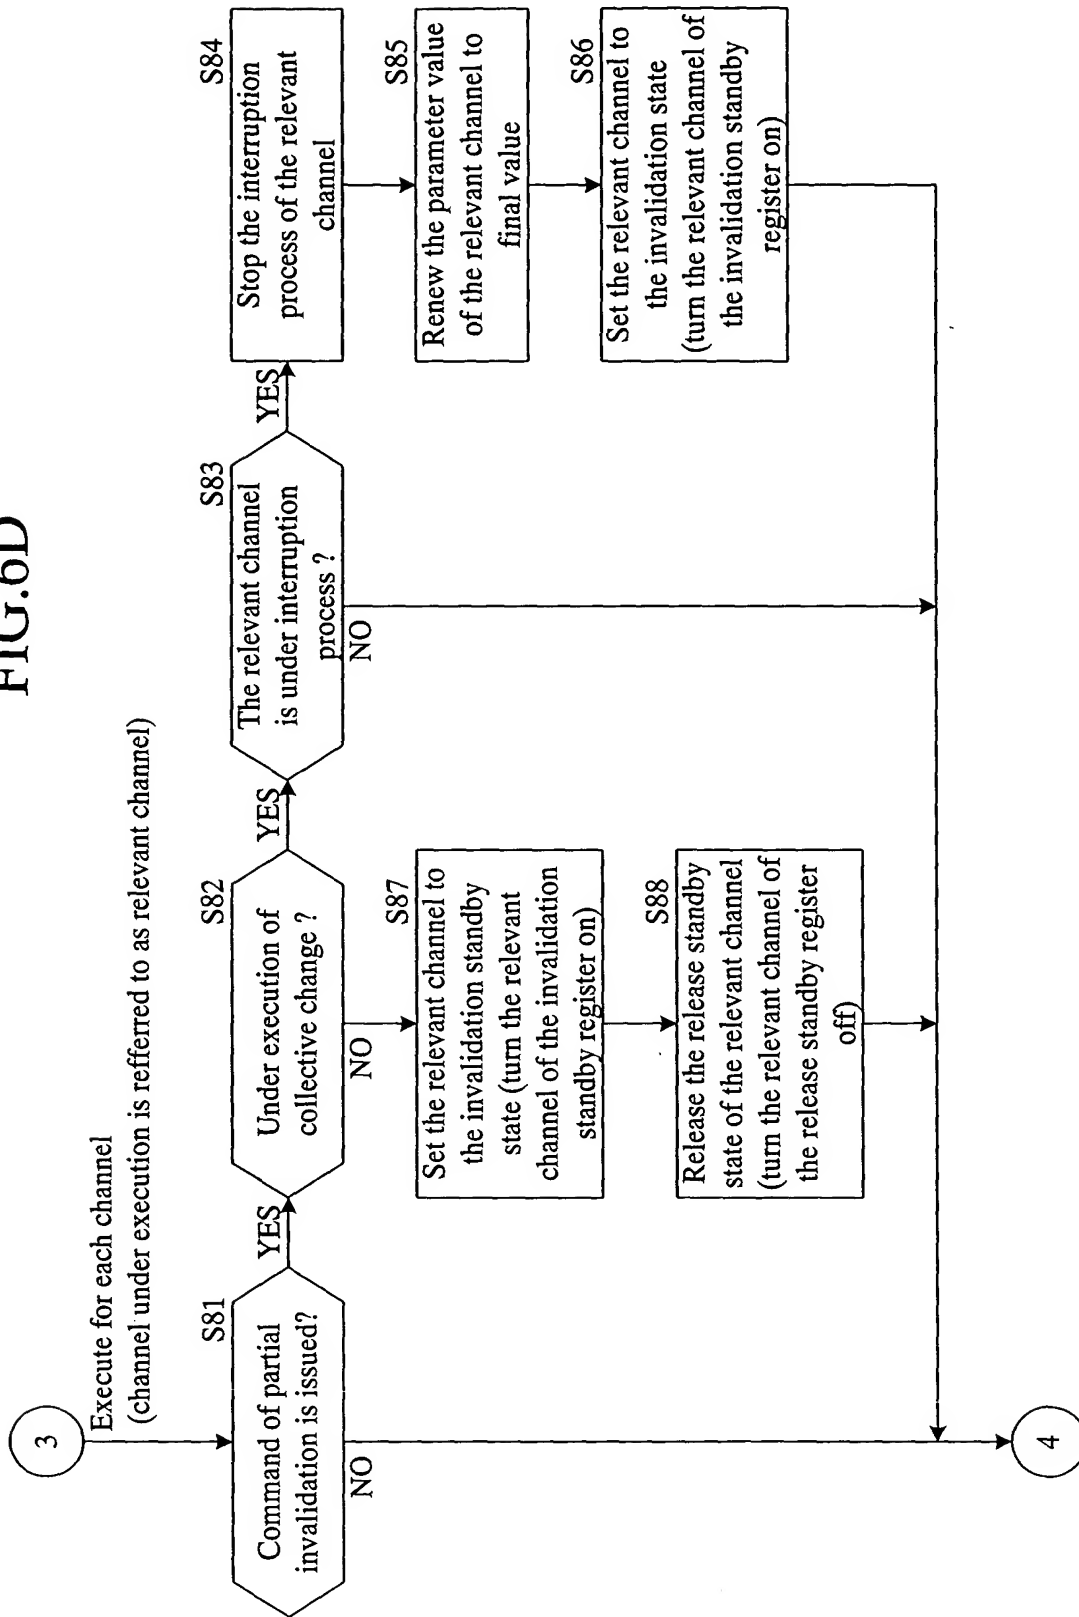 FIG.6D
3
Execute for each channel
(channel under execution is reffered to as relevant channel)
S81
Command of partial
invalidation is issued?
YES
NO
S82
Under execution of
collective change ?
YES
NO
S83
The relevant channel
is under interruption
process ?
YES
NO
S84
Stop the interruption
process of the relevant
channel
S85
Renew the parameter value
of the relevant channel to
final value
S86
Set the relevant channel to
the invalidation state
(turn the relevant channel of
the invalidation standby
register on)
S87
Set the relevant channel to
the invalidation standby
state (turn the relevant
channel of the invalidation
standby register on)
S88
Release the release standby
state of the relevant channel
(turn the relevant channel of
the release standby register
off)
4